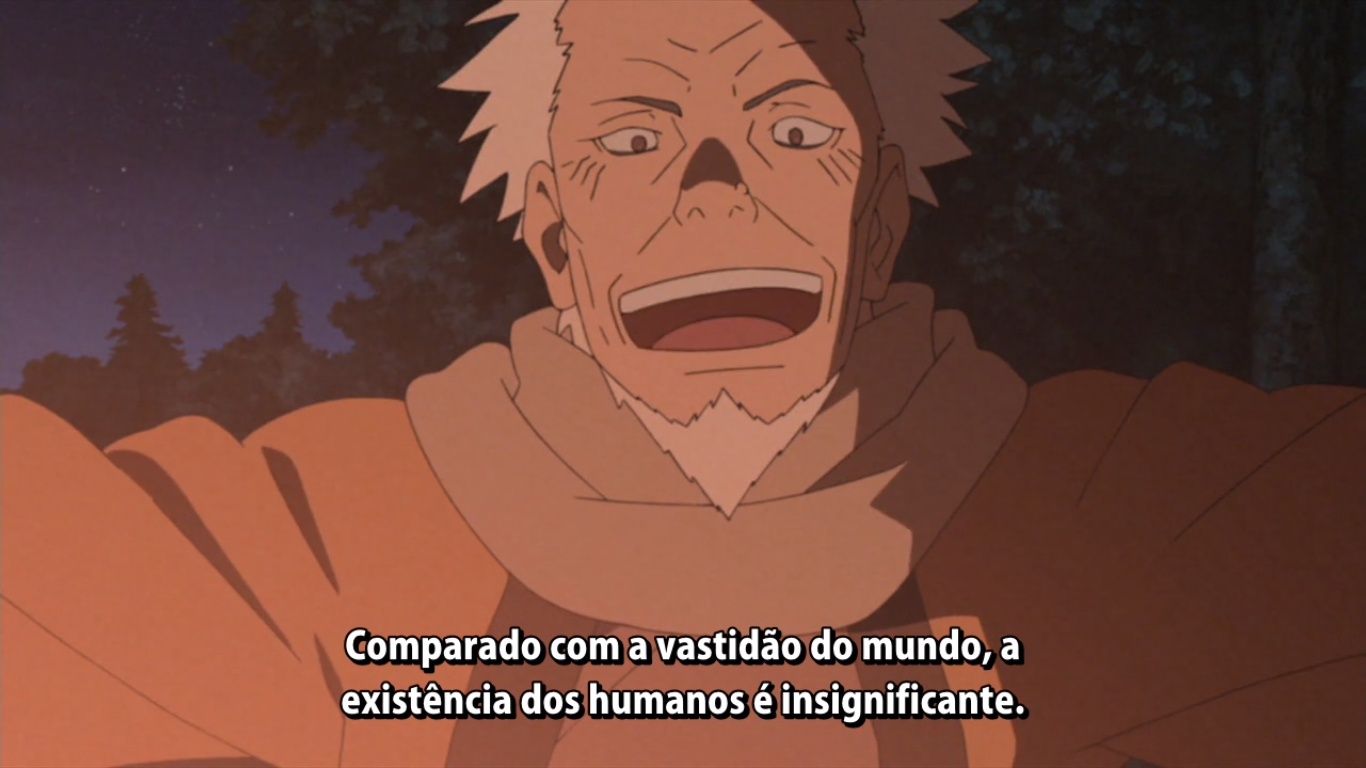 Comparado com a vastidão do mundo, a
existência dos humanos é insignificante.